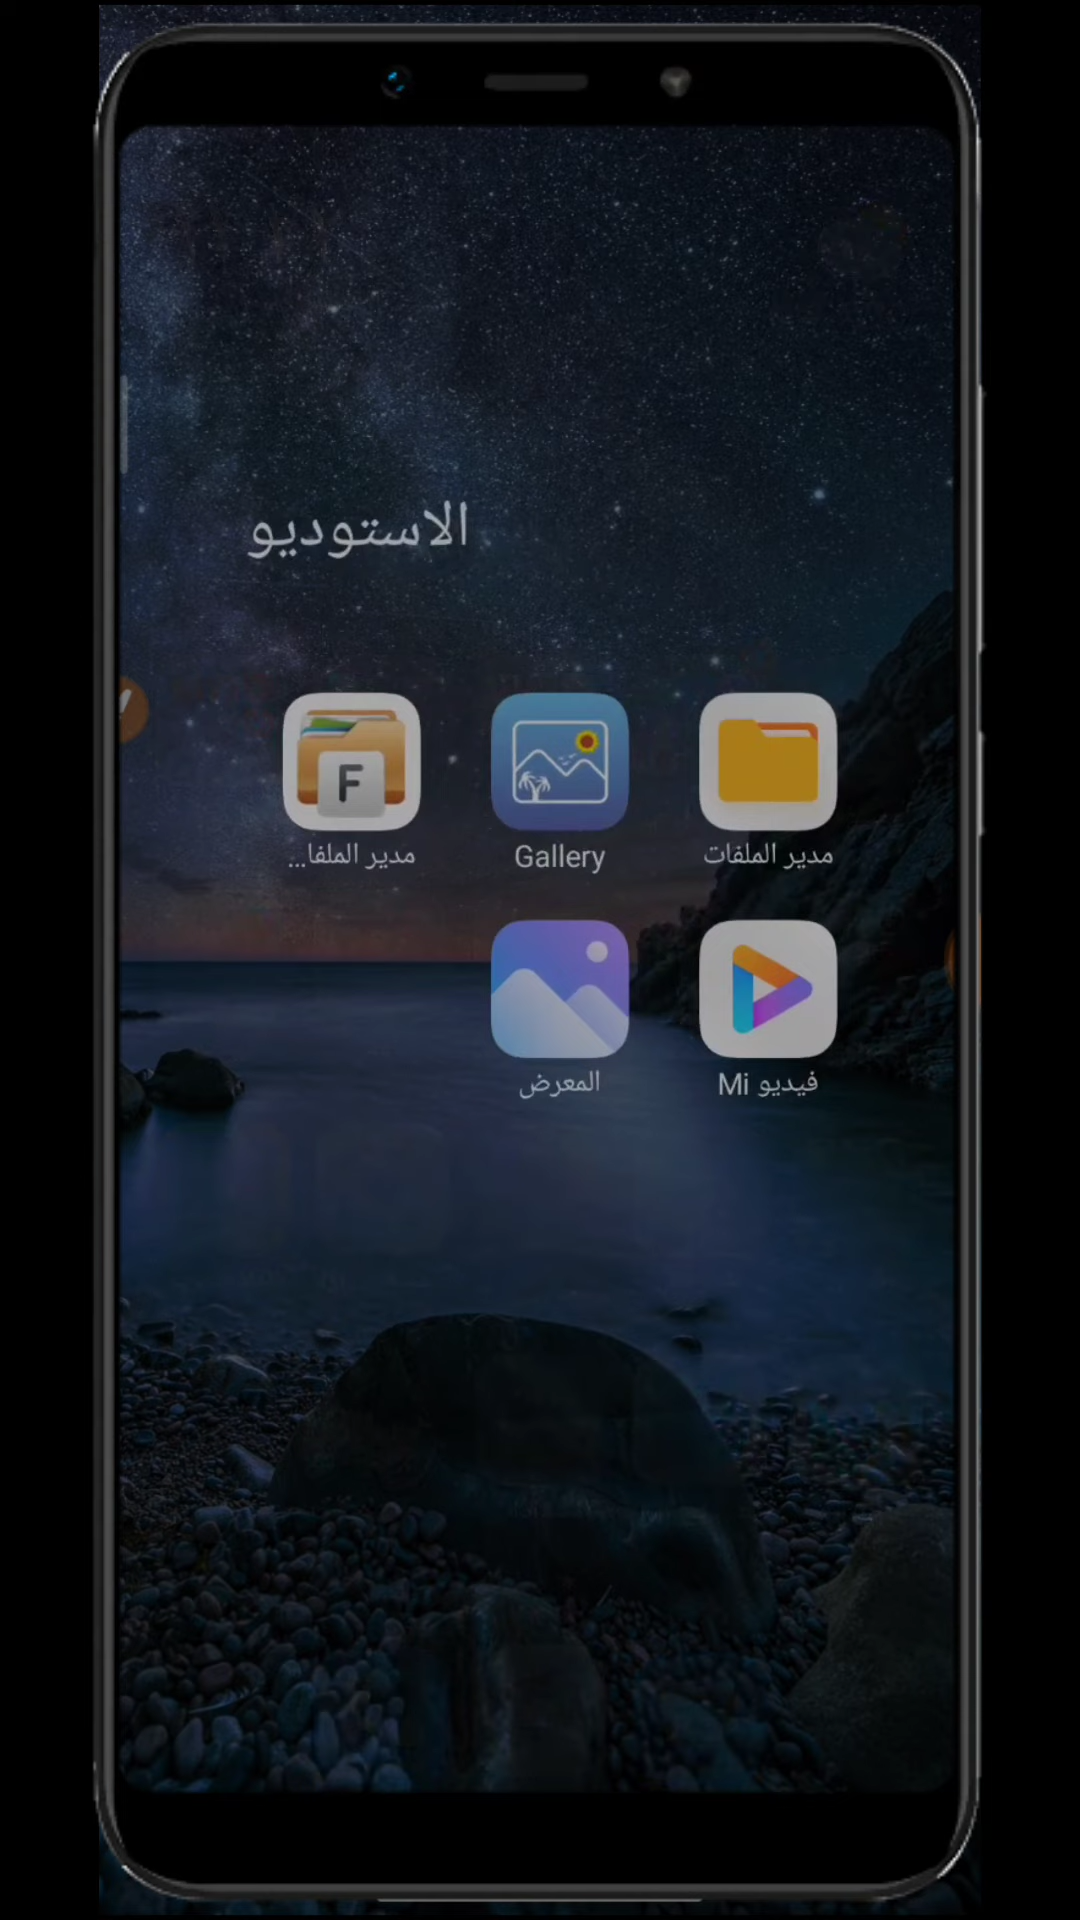 الاستوديو
مدير الملفات
Gallery
مدير الملفا...
F
فيديو Mi
المعرض